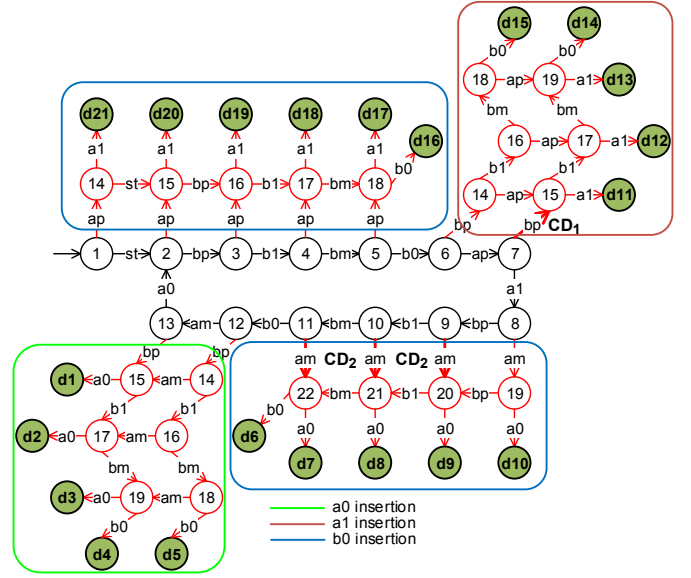 d15 d14
b0 b0
18 ap 19 a1 d13
d21 d20 d19 d18 d17
bm bm
a1 a1 a1 a1 a1 d16
16 ap 17 a1 d12
b0
b1 b1
14 st 15 bp 16 b1 17 bm 18
14 ap 15 a1 d11
ap ap ap ap ap
bp bp CD1
1 st 2 bp 3 b1 4 bm 5 b0 6 ap 7
a0 a1
13 am 12 b0 11 bm 10 b1 9 bp 8
bp bp am CD2 am CD2 am am
d1 a0 15 am 14
22 bm 21 b1 20 bp 19
b1 b1
b0 a0 a0 a0 a0
d2 a0 17 am 16
d6 d7 d8 d9 d10
bm bm
d3 a0 19 am 18
a0 insertion
b0 b0
a1 insertion
d4 d5
b0 insertion